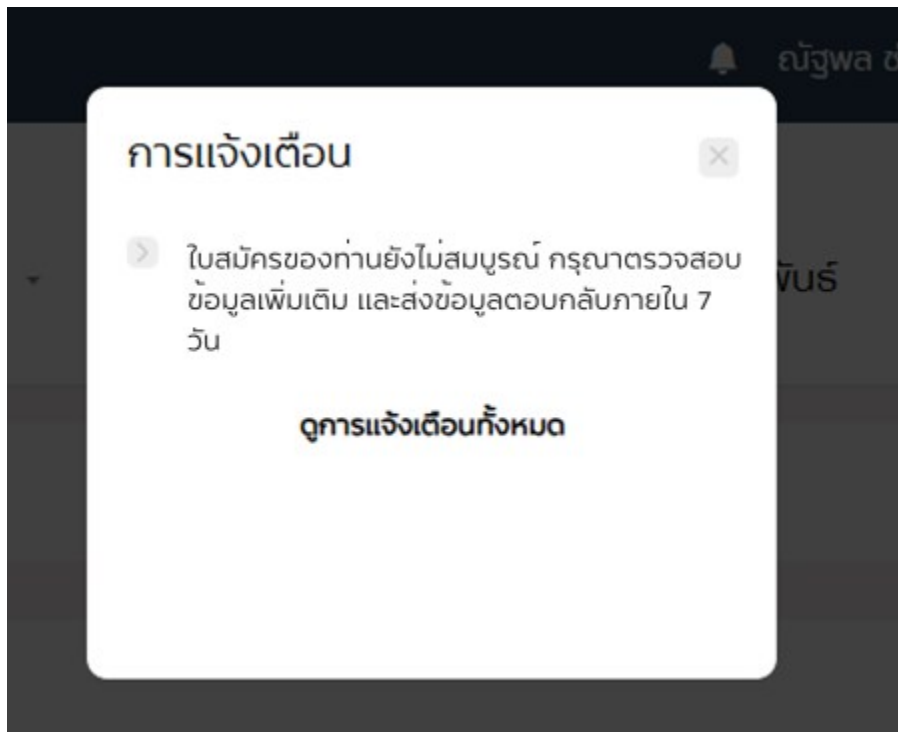 ณัฐพล
การแจ้งเตือน
ใบสมัครของท่านยังไม่สมบูรณ์ กรุณาตรวจสอบ
ข้อมูลเพิ่มเติม และส่งข้อมูลตอบกลับภายใน 7
วัน
ดูการแจ้งเตือนทั้งหมด